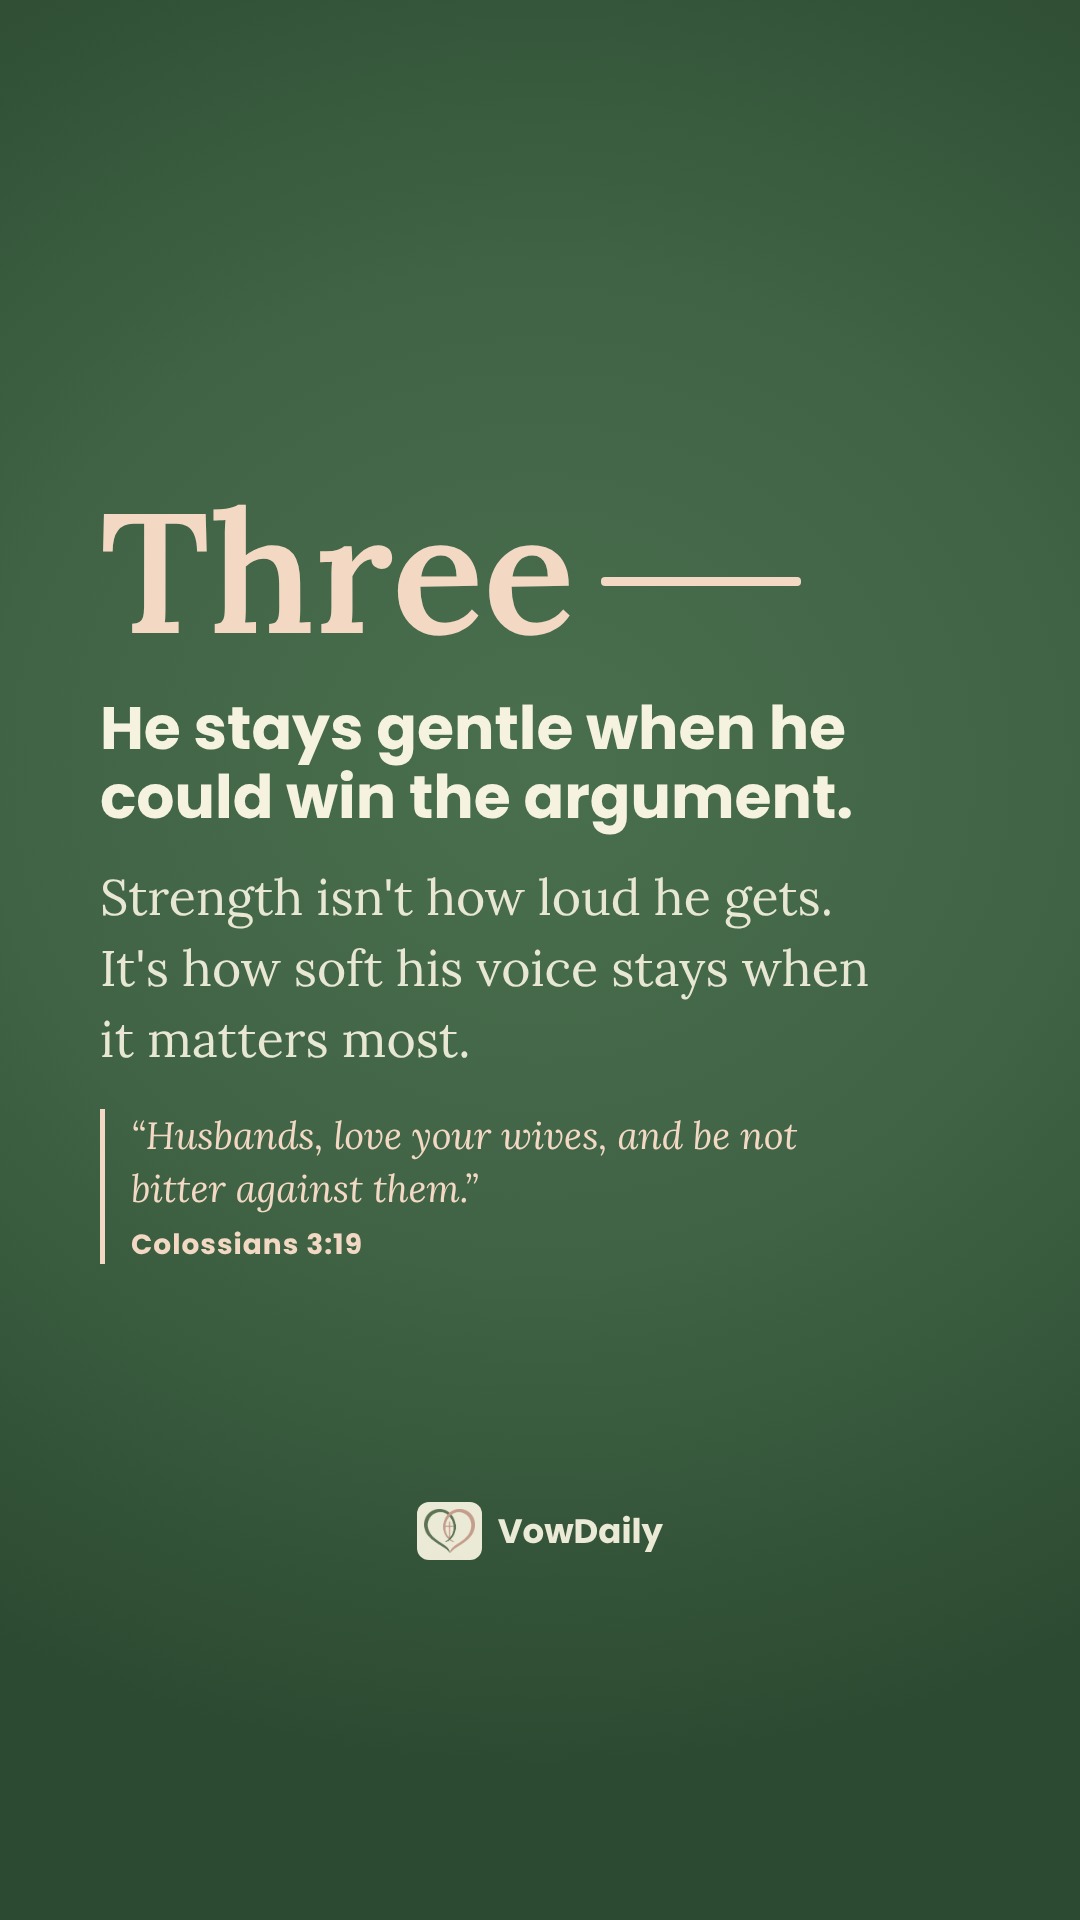 Three —
He stays gentle when he
could win the argument.
Strength isn't how loud he gets.
It's how soft his voice stays when
it matters most.
“Husbands, love your wives, and be not
bitter against them.”
Colossians 3:19
VowDaily